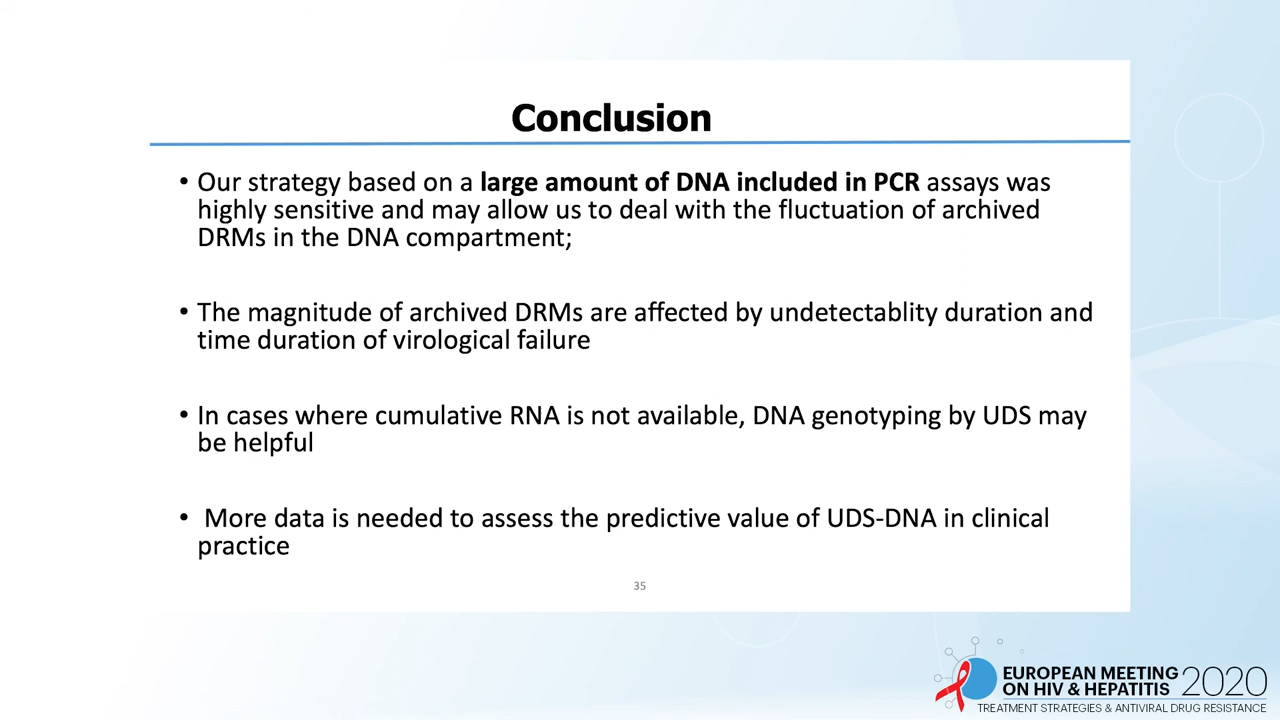 Conclusion
• Our strategy based on a large amount of DNA included in PCR assays was
highly sensitive and may allow us to deal with the fluctuation of archived
DRMs in the DNA compartment;
• The magnitude of archived DRMs are affected by undetectablity duration and
time duration of virological failure
• In cases where cumulative RNA is not available, DNA genotyping by UDS may
be helpful
• More data is needed to assess the predictive value of UDS-DNA in clinical
practice
35
EUROPEAN MEETING
ON HIV & HEPATITIS 2020
TREATMENT STRATEGIES & ANTIVIRAL DRUG RESISTANCE